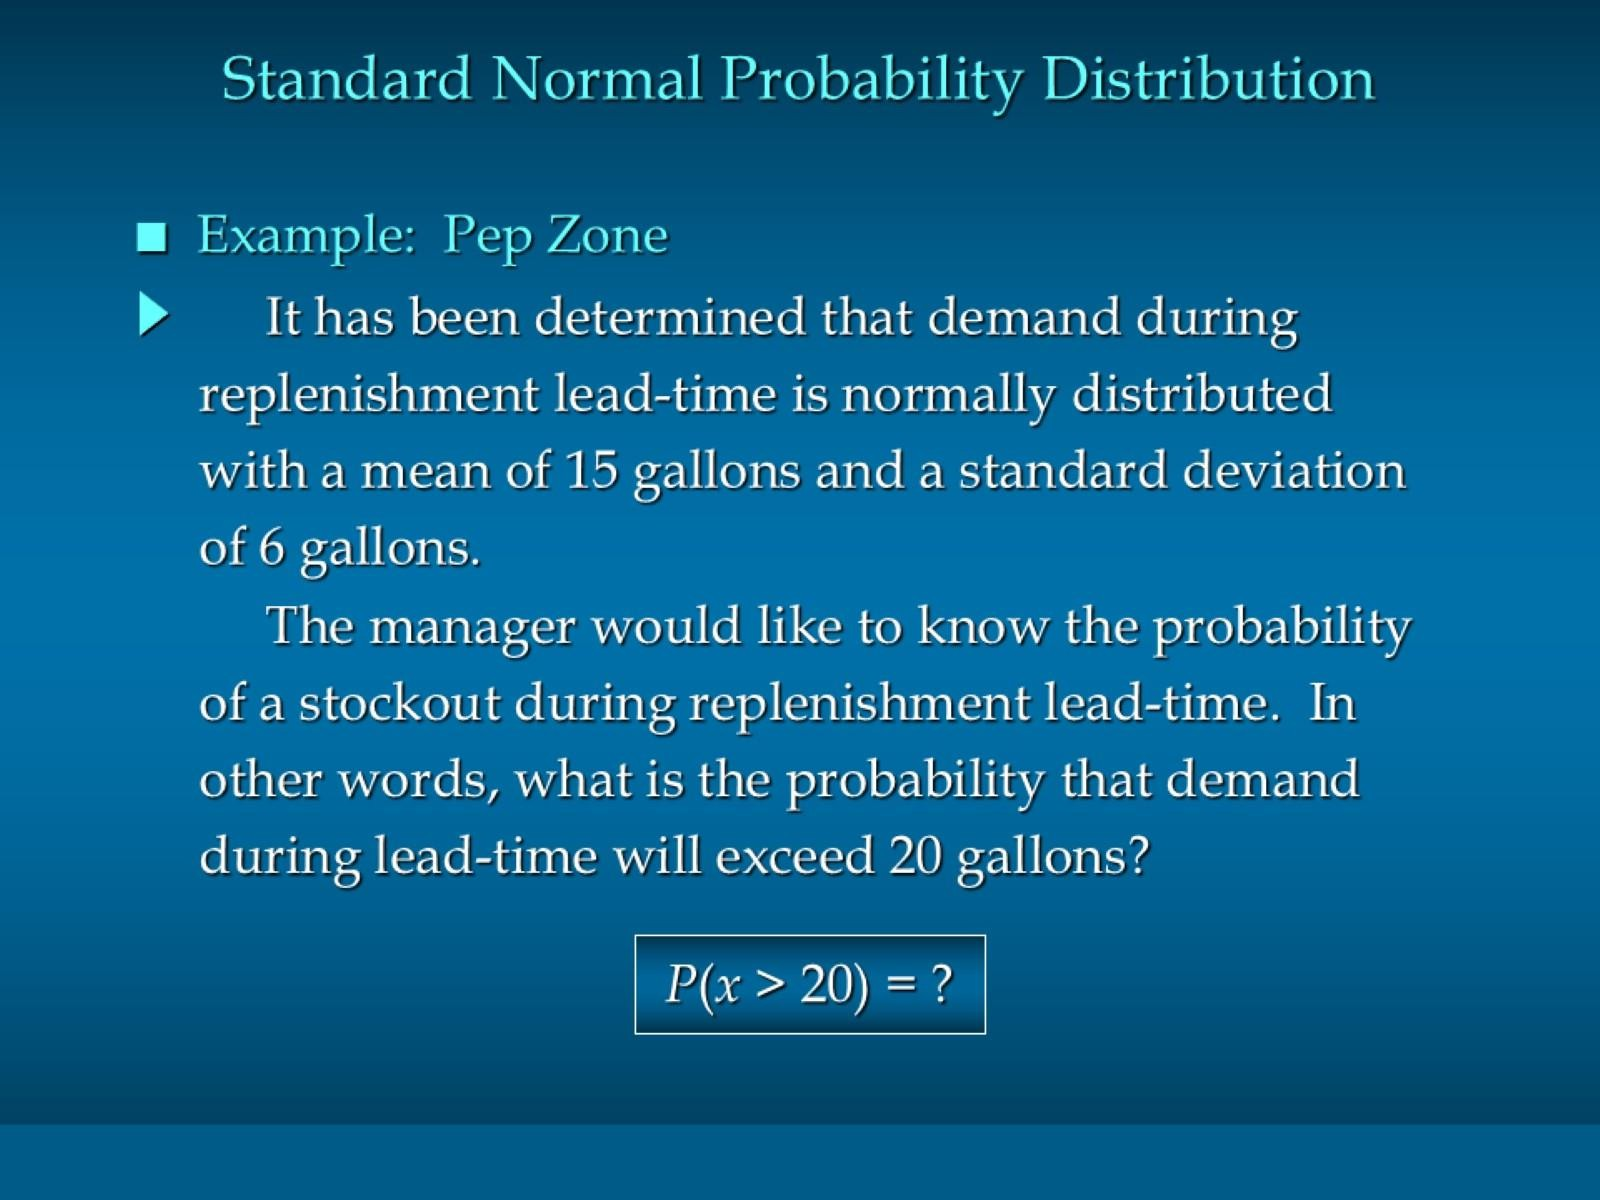 Standard Normal Probability Distribution
Example:  Pep Zone
It has been determined that demand during
replenishment lead-time is normally distributed
with a mean of 15 gallons and a standard deviation
of 6 gallons.
The manager would like to know the probability
of a stockout during replenishment lead-time.  In
other words, what is the probability that demand
during lead-time will exceed 20 gallons?
P(x > 20) = ?